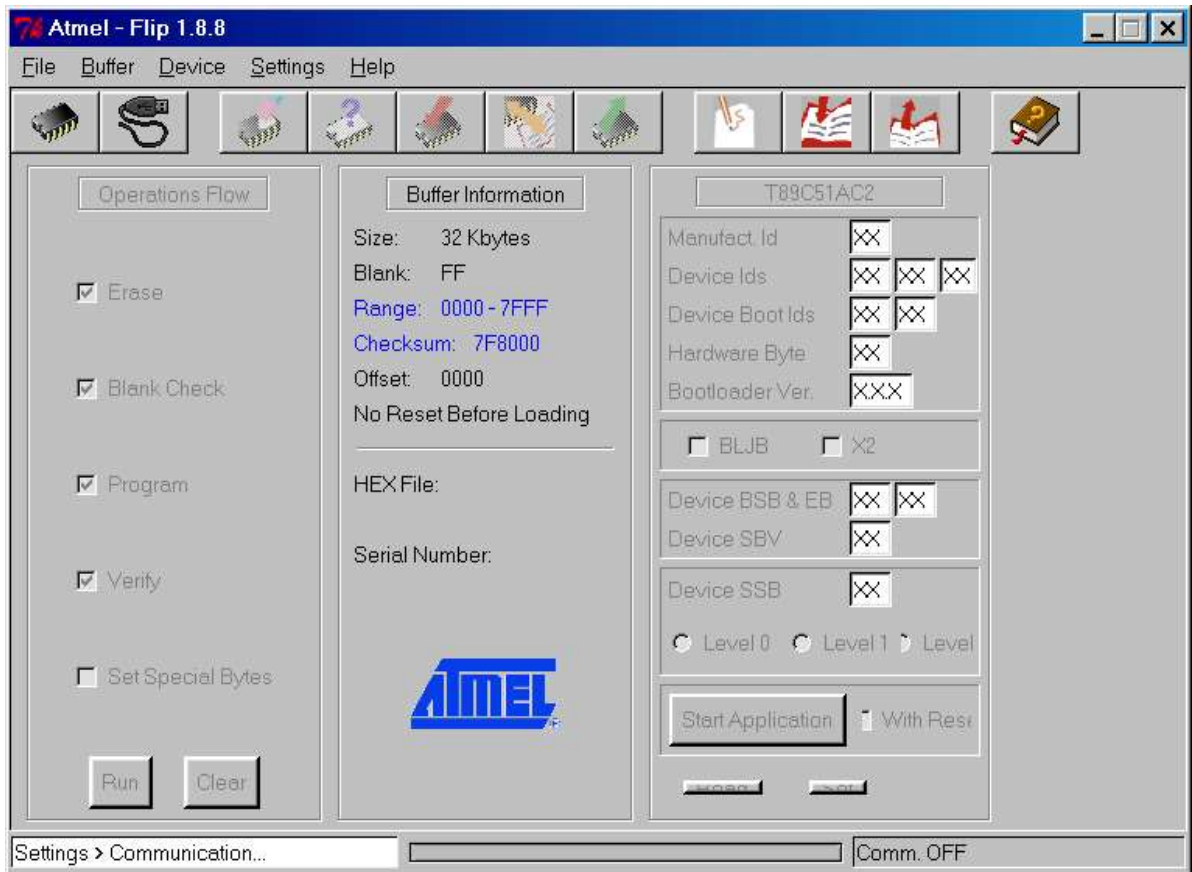 Atmel - Flip 1.8.8
File Buffer Device Settings Help
Operations Flow
Erase
Blank Check
Program
Verify
Set Special Bytes
Run Clear
Buffer Information
Size: 32 Kbytes
Blank: FF
Range: 0000 - 7FFF
Checksum: 7F8000
Offset: 0000
No Reset Before Loading
HEX File:
Serial Number:
ATMEL
T89C51AC2
Manufact. Id XX
Device Ids XX XX XX
Device Boot Ids XX XX
Hardware Byte XX
Bootloader Ver. X.X.X
BLJB X2
Device BSB & EB XX XX
Device SBV XX
Device SSB XX
Level 0 Level 1 Level
Start Application With Rese
Settings > Communication...
Comm. OFF